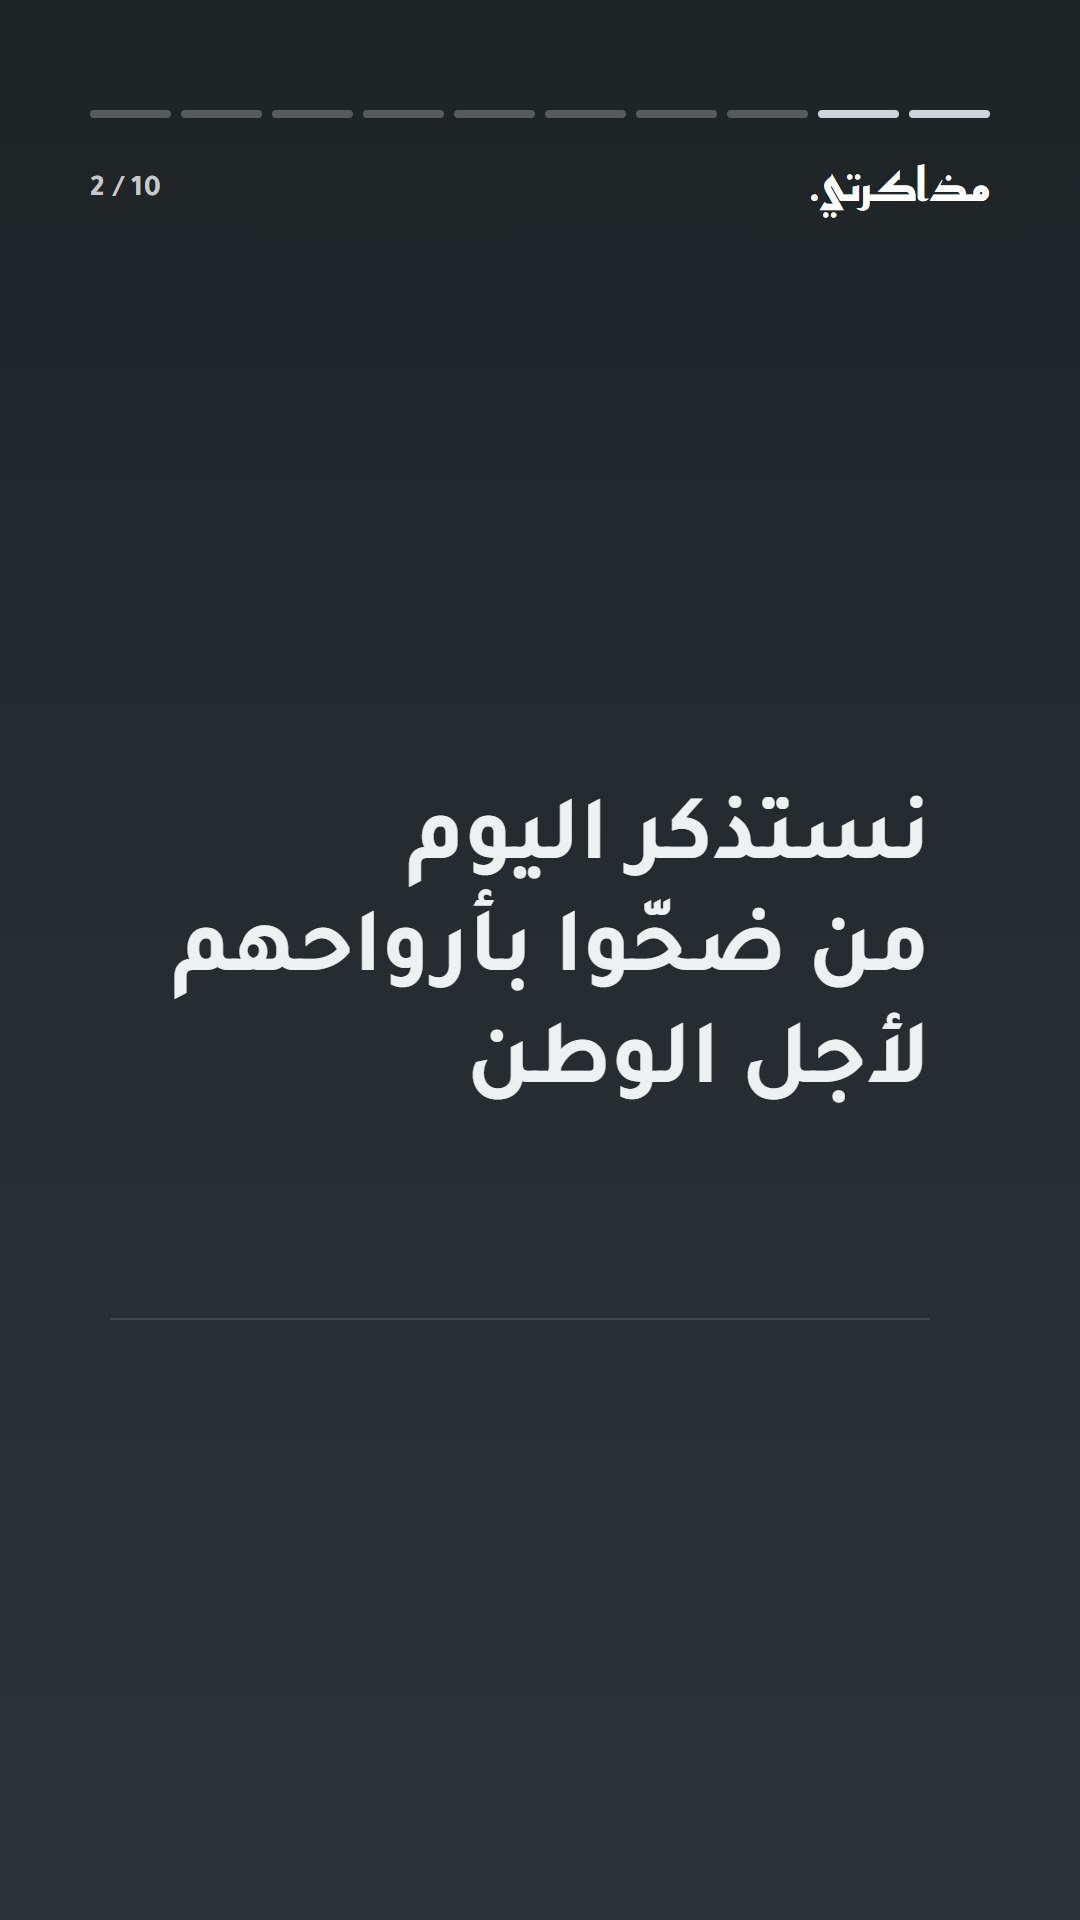 مذاكرتي.
2 / 10
نستذكر اليوم
من ضحّوا بأرواحهم
لأجل الوطن